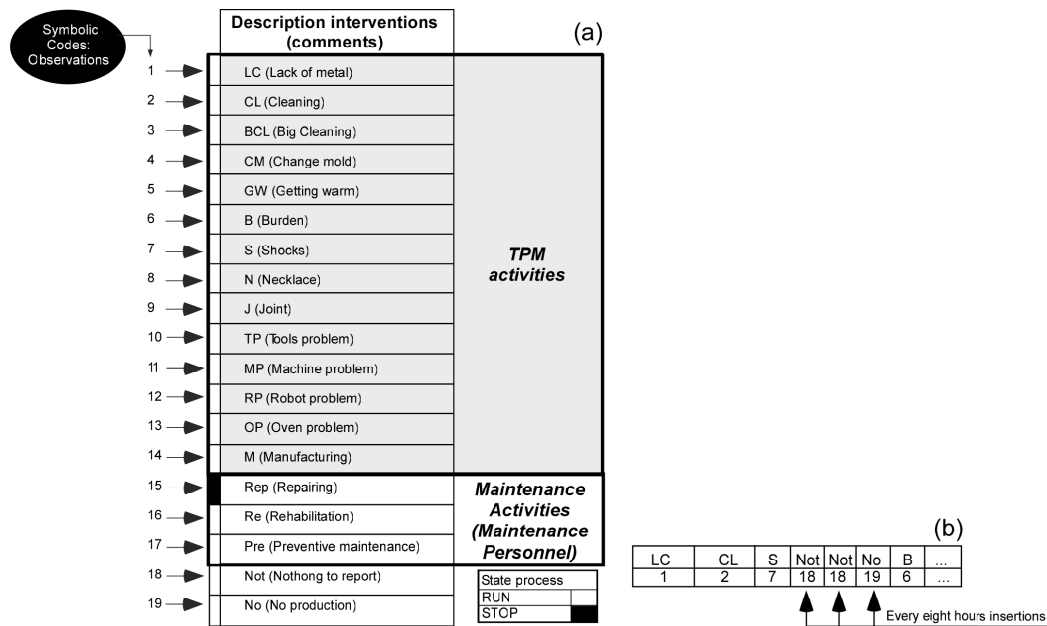 Symbolic
Codes:
Observations
Description interventions
(comments)
(a)
1 LC (Lack of metal)
2 CL (Cleaning)
3 BCL (Big Cleaning)
4 CM (Change mold)
5 GW (Getting warm)
6 B (Burden)
7 S (Shocks)
8 N (Necklace)
9 J (Joint)
10 TP (Tools problem)
11 MP (Machine problem)
12 RP (Robot problem)
13 OP (Oven problem)
14 M (Manufacturing)
TPM
activities
15 Rep (Repairing)
16 Re (Rehabilitation)
17 Pre (Preventive maintenance)
Maintenance
Activities
(Maintenance
Personnel)
18 Not (Nothong to report)
19 No (No production)
State process
RUN
STOP
(b)
LC CL S Not Not No B ...
1 2 7 18 18 19 6 ...
Every eight hours insertions